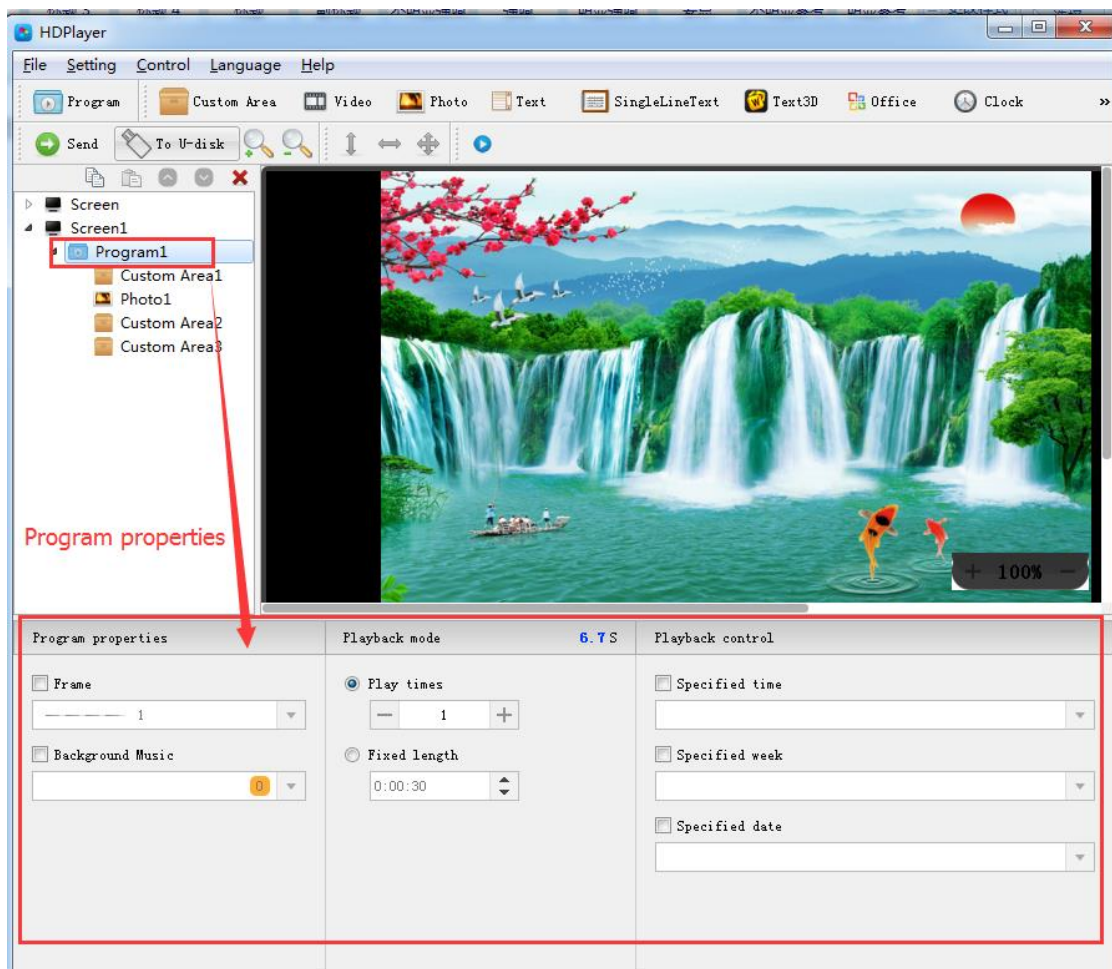 HDPlayer
File Setting Control Language Help
Program Custom Area Video Photo Text SingleLineText Text3D Office Clock »
Send To U-disk
Screen
Screen1
Program1
Custom Area1
Photo1
Custom Area2
Custom Area3
Program properties
+ 100% −
Program properties Playback mode 6.7S Playback control
Frame Play times Specified time
1 − 1 +
Background Music Fixed length Specified week
0 0:00:30
Specified date